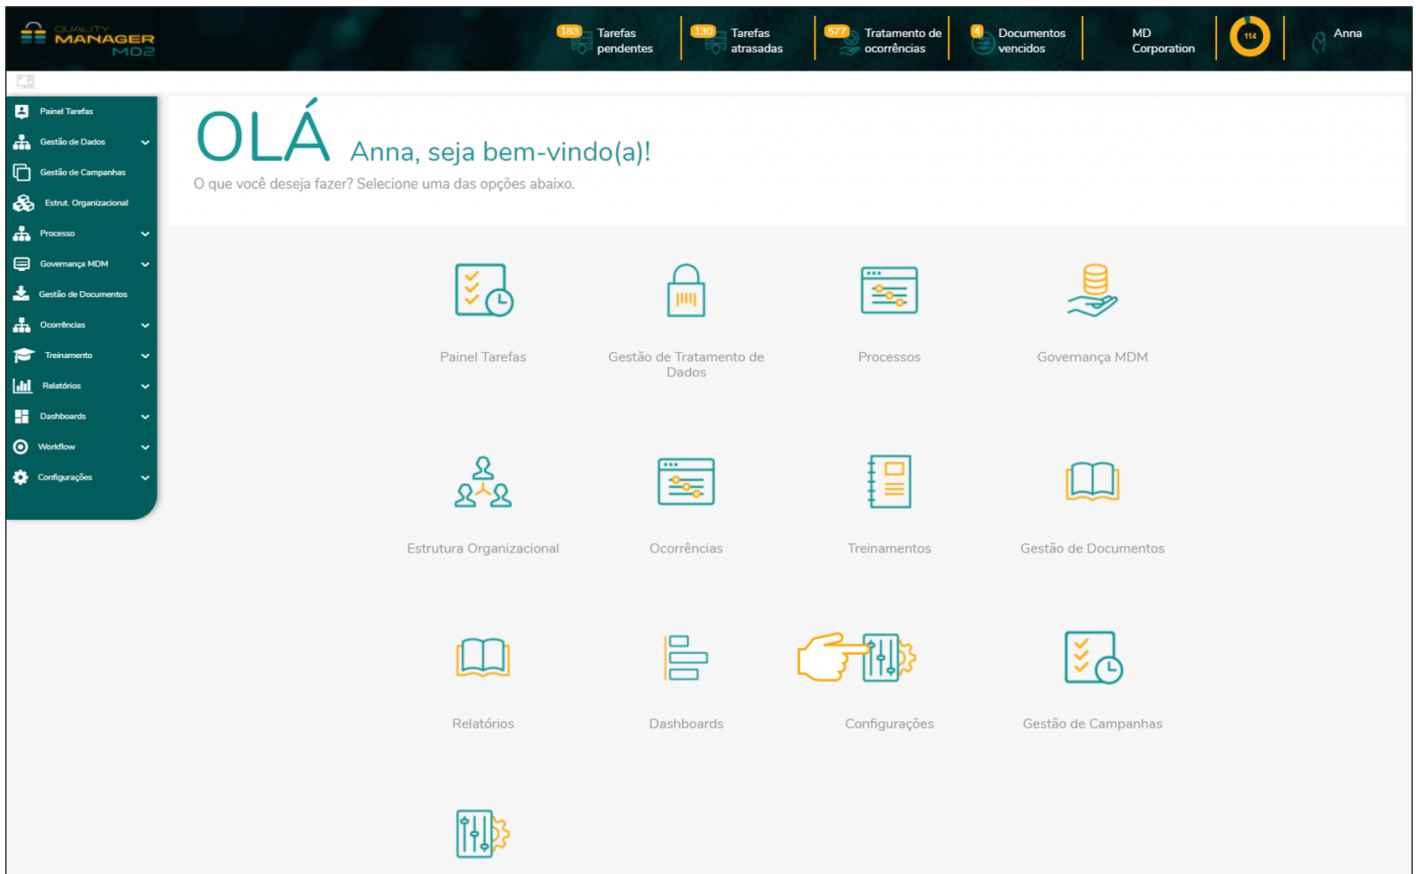 QUALITY
MANAGER
MD2
183
Tarefas
pendentes
130
Tarefas
atrasadas
577
Tratamento de
ocorrências
4
Documentos
vencidos
MD
Corporation
114
Anna
Painel Tarefas
Gestão de Dados
Gestão de Campanhas
Estrut. Organizacional
Processo
Governança MDM
Gestão de Documentos
Ocorrências
Treinamento
Relatórios
Dashboards
Workflow
Configurações
OLÁ Anna, seja bem-vindo(a)!
O que você deseja fazer? Selecione uma das opções abaixo.
Painel Tarefas
Gestão de Tratamento de
Dados
Processos
Governança MDM
Estrutura Organizacional
Ocorrências
Treinamentos
Gestão de Documentos
Relatórios
Dashboards
Configurações
Gestão de Campanhas